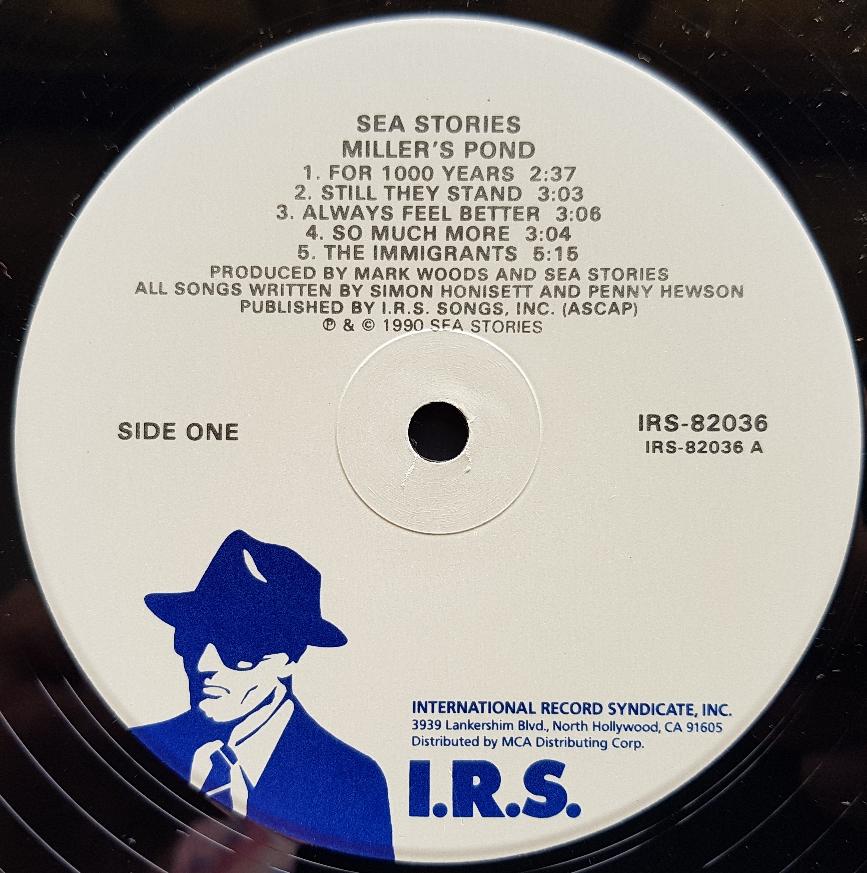 SEA STORIES
MILLER'S POND
1. FOR 1000 YEARS 2:37
2. STILL THEY STAND 3:03
3. ALWAYS FEEL BETTER 3:06
4. SO MUCH MORE 3:04
5. THE IMMIGRANTS 5:15
PRODUCED BY MARK WOODS AND SEA STORIES
ALL SONGS WRITTEN BY SIMON HONISETT AND PENNY HEWSON
PUBLISHED BY I.R.S. SONGS, INC. (ASCAP)
℗ & © 1990 SEA STORIES
SIDE ONE
IRS-82036
IRS-82036 A
INTERNATIONAL RECORD SYNDICATE, INC.
3939 Lankershim Blvd., North Hollywood, CA 91605
Distributed by MCA Distributing Corp.
I.R.S.